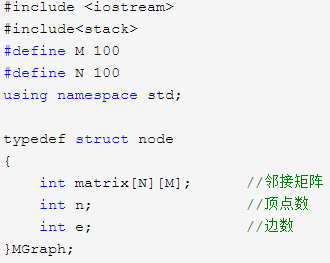 #include <iostream>
#include<stack>
#define M 100
#define N 100
using namespace std;
typedef struct node
{
int matrix[N][M]; //邻接矩阵
int n; //顶点数
int e; //边数
}MGraph;